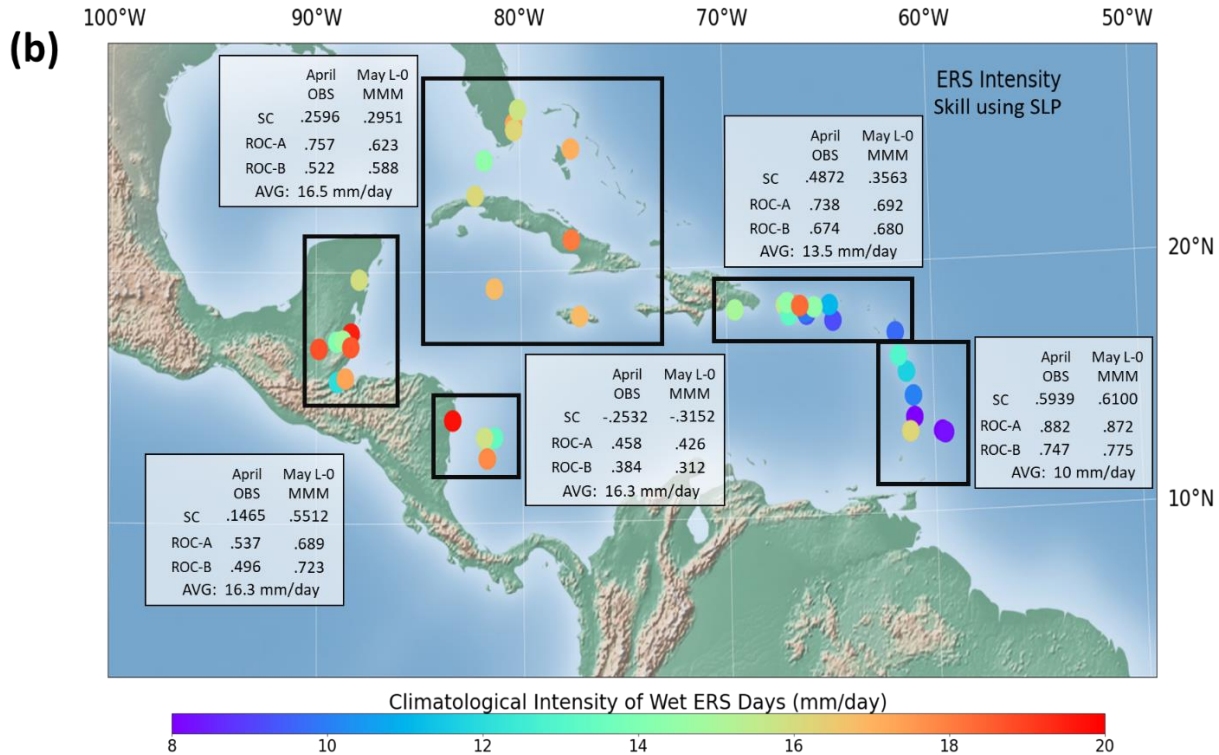 100°W 90°W 80°W 70°W 60°W 50°W
(b)
ERS Intensity
Skill using SLP
April May L-0
OBS MMM
SC .2596 .2951
ROC-A .757 .623
ROC-B .522 .588
AVG: 16.5 mm/day
April May L-0
OBS MMM
SC .4872 .3563
ROC-A .738 .692
ROC-B .674 .680
AVG: 13.5 mm/day
20°N
April May L-0
OBS MMM
SC .5939 .6100
ROC-A .882 .872
ROC-B .747 .775
AVG: 10 mm/day
April May L-0
OBS MMM
SC -.2532 -.3152
ROC-A .458 .426
ROC-B .384 .312
AVG: 16.3 mm/day
10°N
April May L-0
OBS MMM
SC .1465 .5512
ROC-A .537 .689
ROC-B .496 .723
AVG: 16.3 mm/day
Climatological Intensity of Wet ERS Days (mm/day)
8 10 12 14 16 18 20